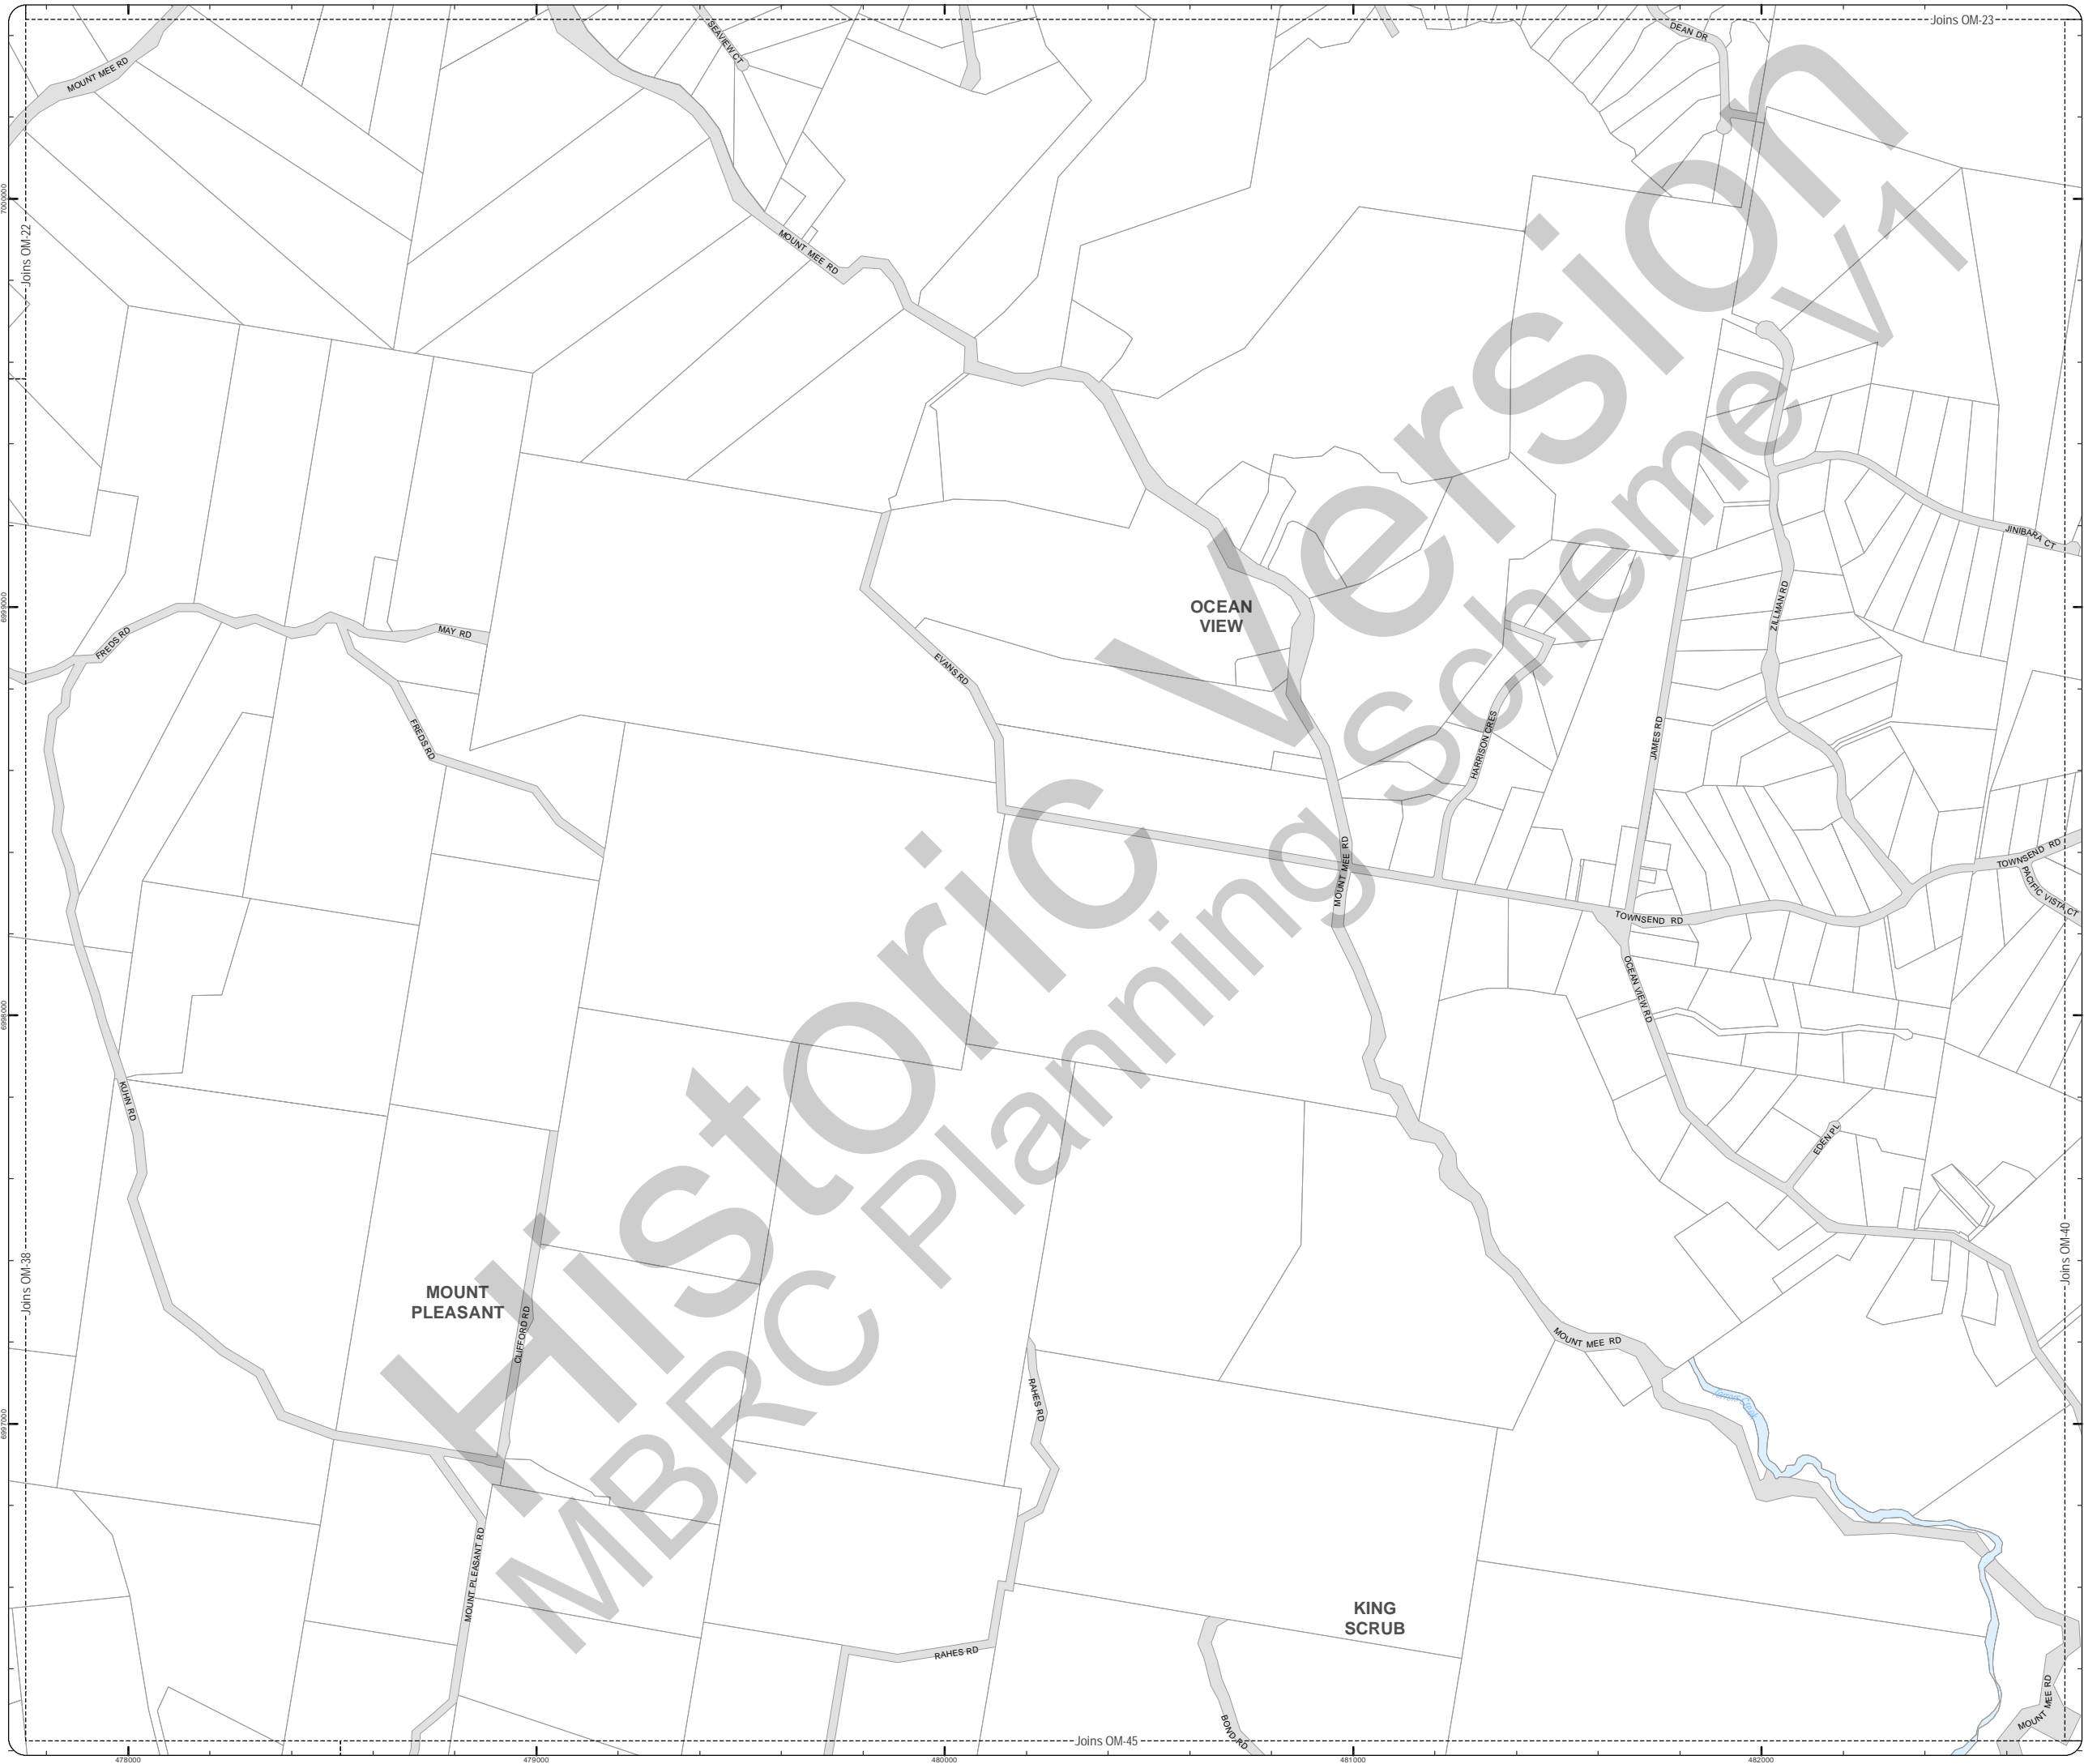 Joins OM-23
DEAN DR
SEAVIEW CT
MOUNT MEE RD
7000000
Joins OM-22
MOUNT MEE RD
JINIBARA CT
ZILLMAN RD
6999000
OCEAN
VIEW
FREDS RD
MAY RD
EVANS RD
FREDS RD
JAMES RD
HARRISON CRES
MOUNT MEE RD
TOWNSEND RD
PACIFIC VISTA CT
TOWNSEND RD
OCEAN VIEW RD
6998000
KUHN RD
EDEN PL
Joins OM-38
Joins OM-40
MOUNT
PLEASANT
CLIFFORD RD
MOUNT MEE RD
RAHES RD
6997000
MOUNT PLEASANT RD
KING
SCRUB
RAHES RD
BOND RD
MOUNT MEE RD
Joins OM-45
478000
479000
480000
481000
482000
Historic Version
MBRC Planning Scheme V1